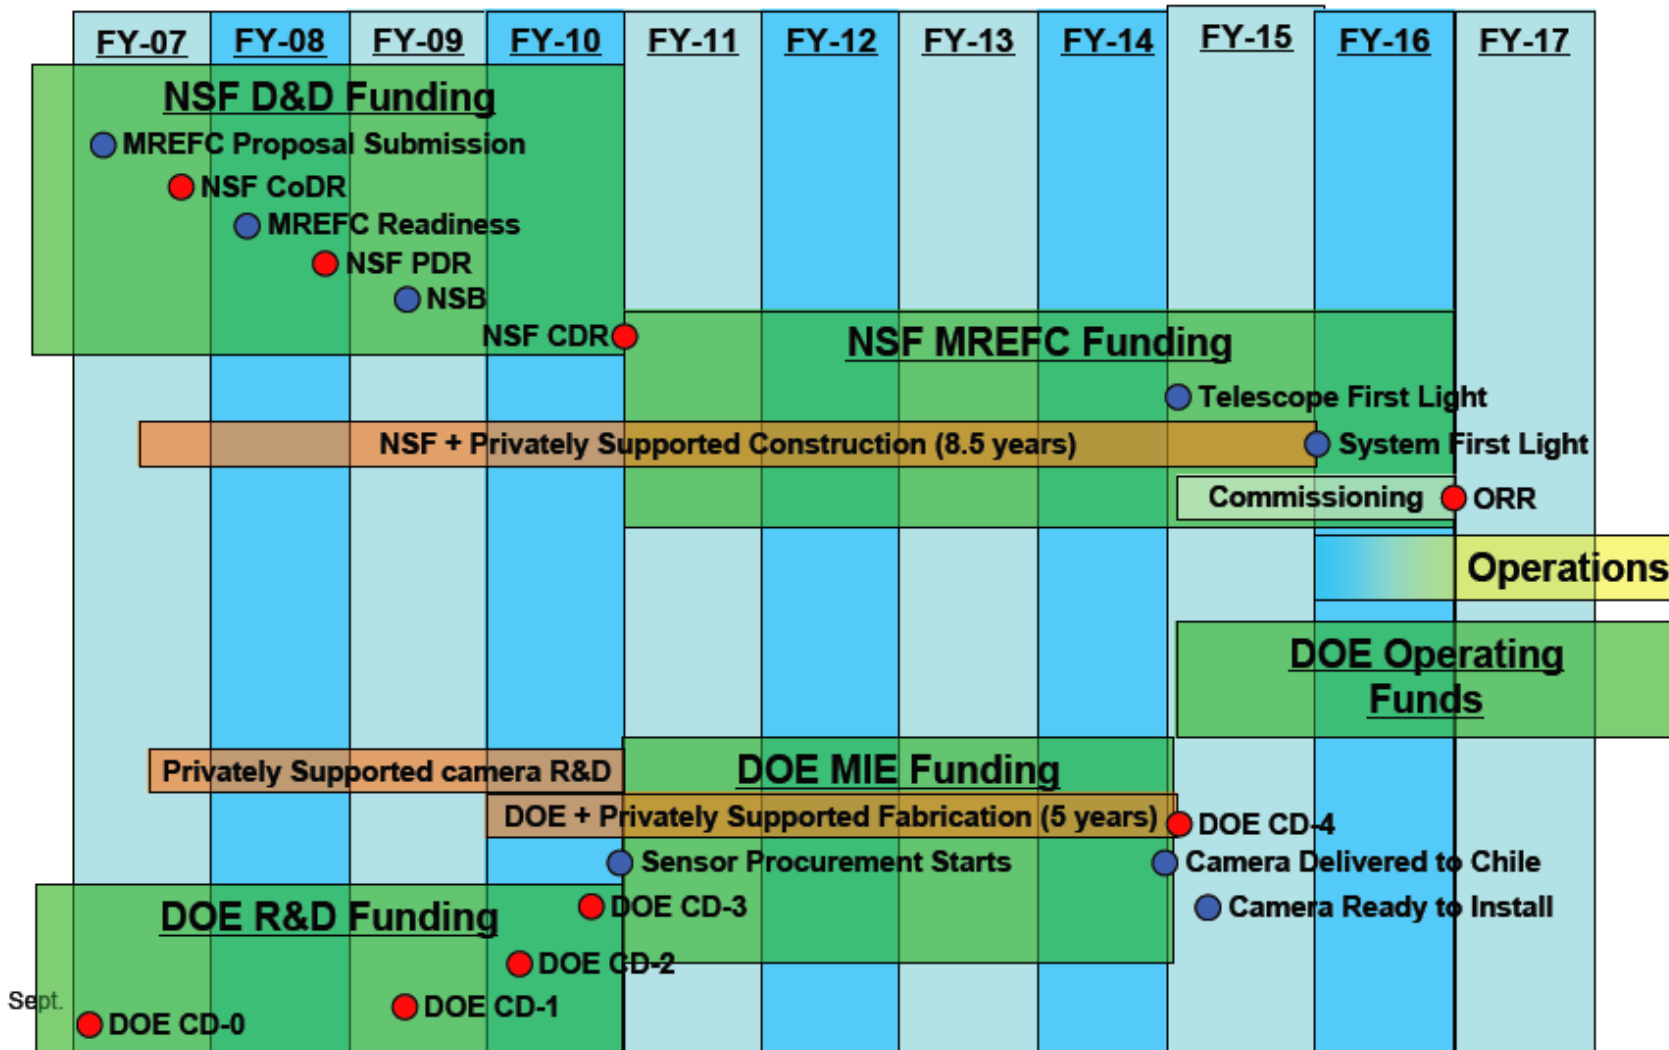 FY-07 FY-08 FY-09 FY-10 FY-11 FY-12 FY-13 FY-14 FY-15 FY-16 FY-17
NSF D&D Funding
MREFC Proposal Submission
NSF CoDR
MREFC Readiness
NSF PDR
NSB
NSF CDR
NSF MREFC Funding
Telescope First Light
NSF + Privately Supported Construction (8.5 years)
System First Light
Commissioning
ORR
Operations
DOE Operating
Funds
Privately Supported camera R&D
DOE MIE Funding
DOE + Privately Supported Fabrication (5 years)
DOE CD-4
Sensor Procurement Starts
Camera Delivered to Chile
DOE CD-3
Camera Ready to Install
DOE R&D Funding
DOE CD-2
Sept.
DOE CD-1
DOE CD-0